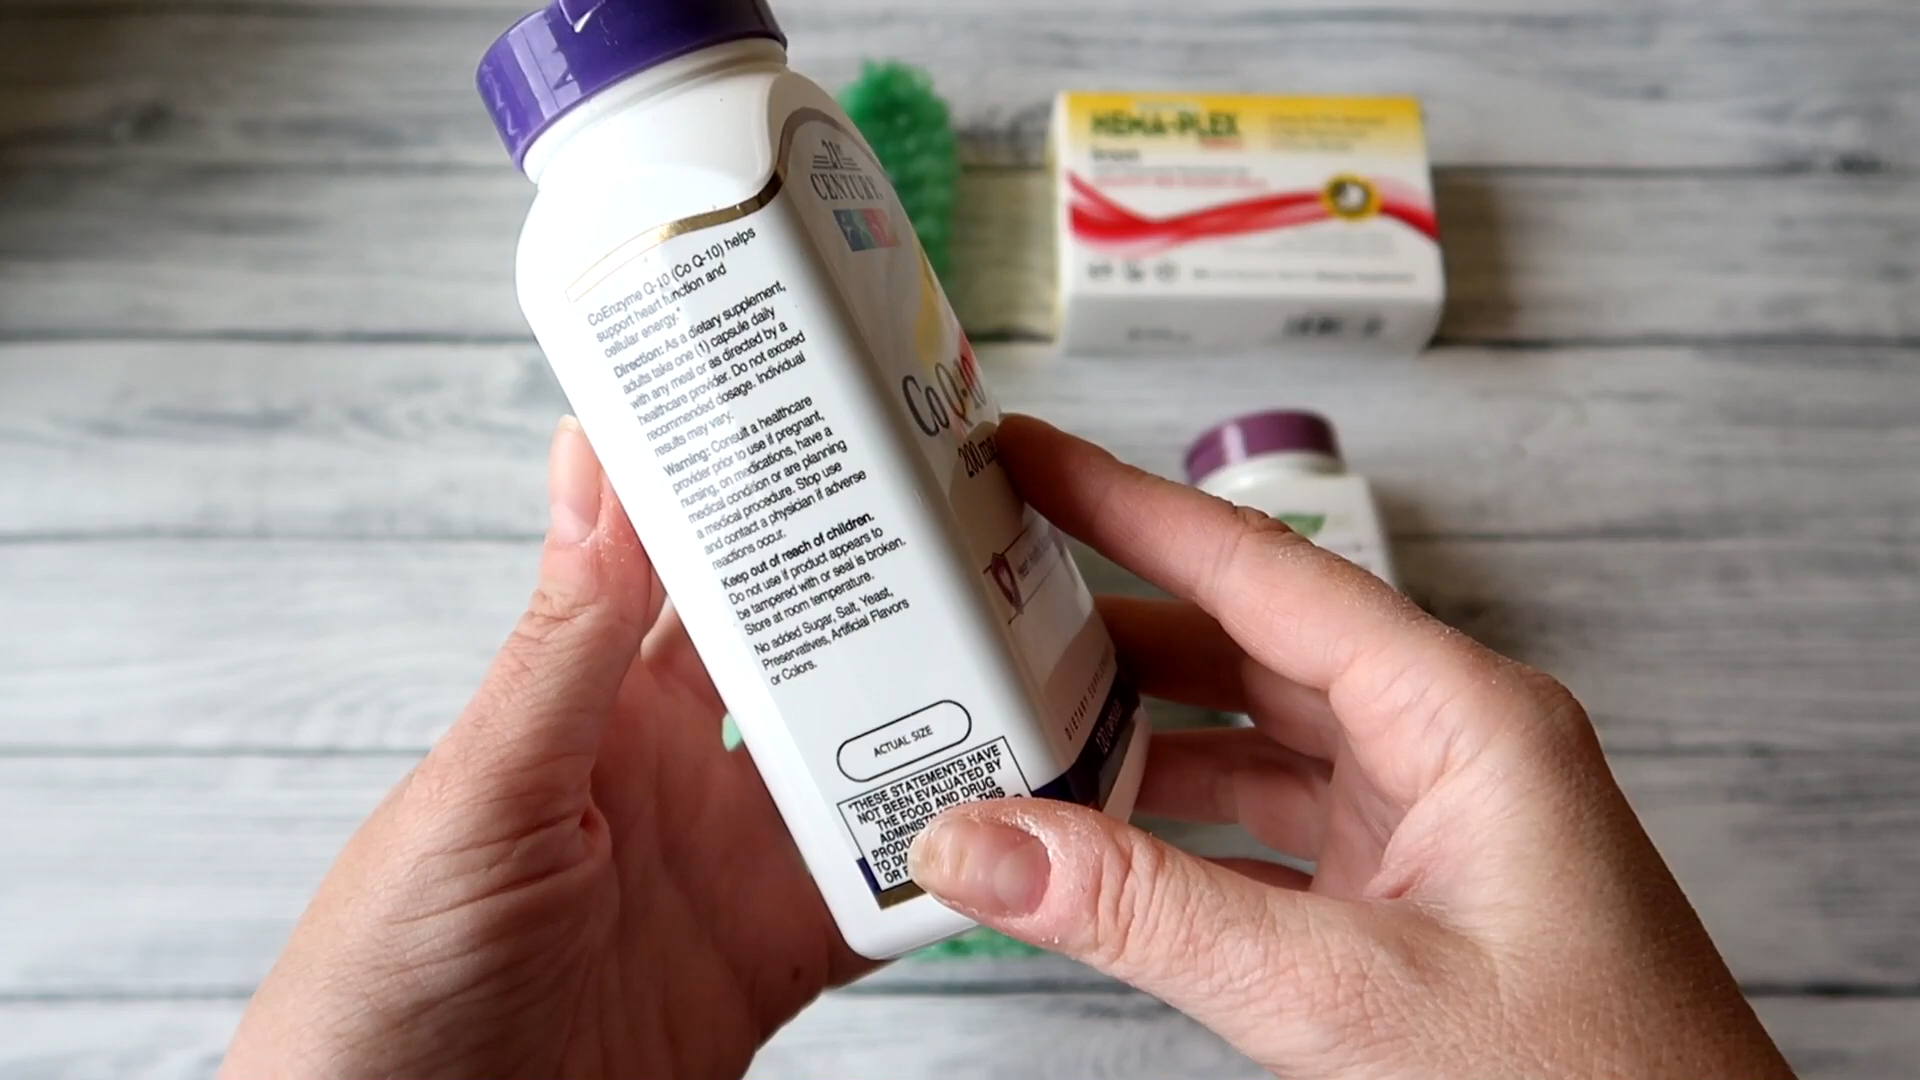 CoEnzyme Q-10 (Co Q-10) helps
support heart function and
cellular energy.*
Direction: As a dietary supplement,
adults take one (1) capsule daily
with any meal or as directed by a
healthcare provider. Do not exceed
recommended dosage. Individual
results may vary.
Warning: Consult a healthcare
provider prior to use if pregnant,
nursing, on medications, have a
medical condition or are planning
a medical procedure. Stop use
and contact a physician if adverse
reactions occur.
Keep out of reach of children.
Do not use if product appears to
be tampered with or seal is broken.
Store at room temperature.
No added Sugar, Salt, Yeast,
Preservatives, Artificial Flavors
or Colors.
ACTUAL SIZE
*THESE STATEMENTS HAVE
NOT BEEN EVALUATED BY
THE FOOD AND DRUG
THIS
TO
OR
21st
CENTURY
Co Q-10
200 mg
DIETARY
120 CAPSULES
HEMA-PLEX